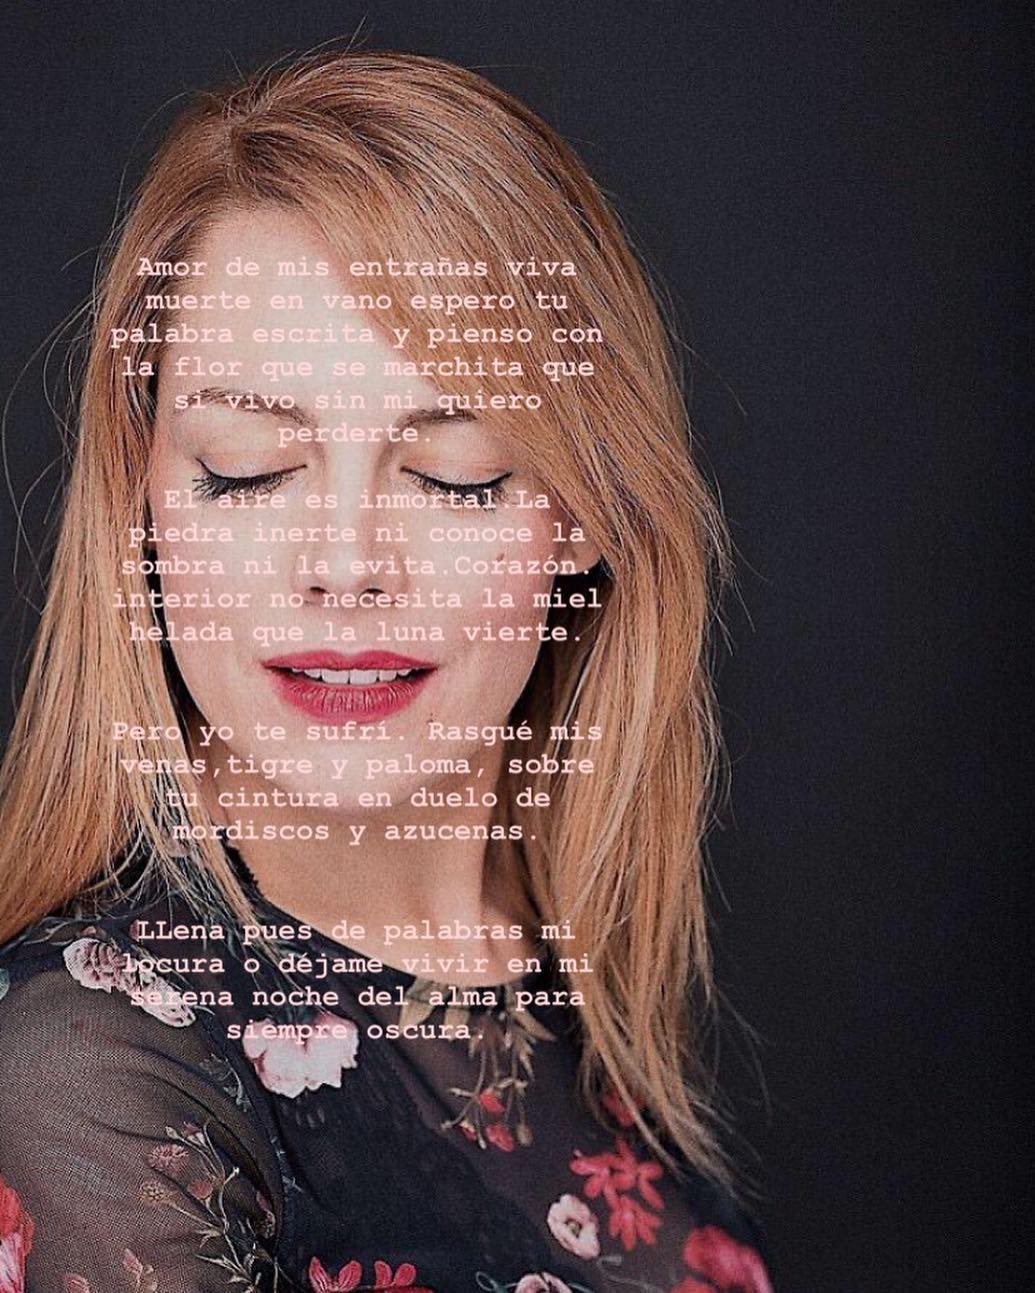 Amor de mis entrañas viva
muerte en vano espero tu
palabra escrita y pienso con
la flor que se marchita que
si vivo sin mi quiero
perderte.
El aire es inmortal.La
piedra inerte ni conoce la
sombra ni la evita.Corazón.
interior no necesita la miel
helada que la luna vierte.
Pero yo te sufrí. Rasgué mis
venas,tigre y paloma, sobre
tu cintura en duelo de
mordiscos y azucenas.
LLena pues de palabras mi
locura o déjame vivir en mi
serena noche del alma para
siempre oscura.